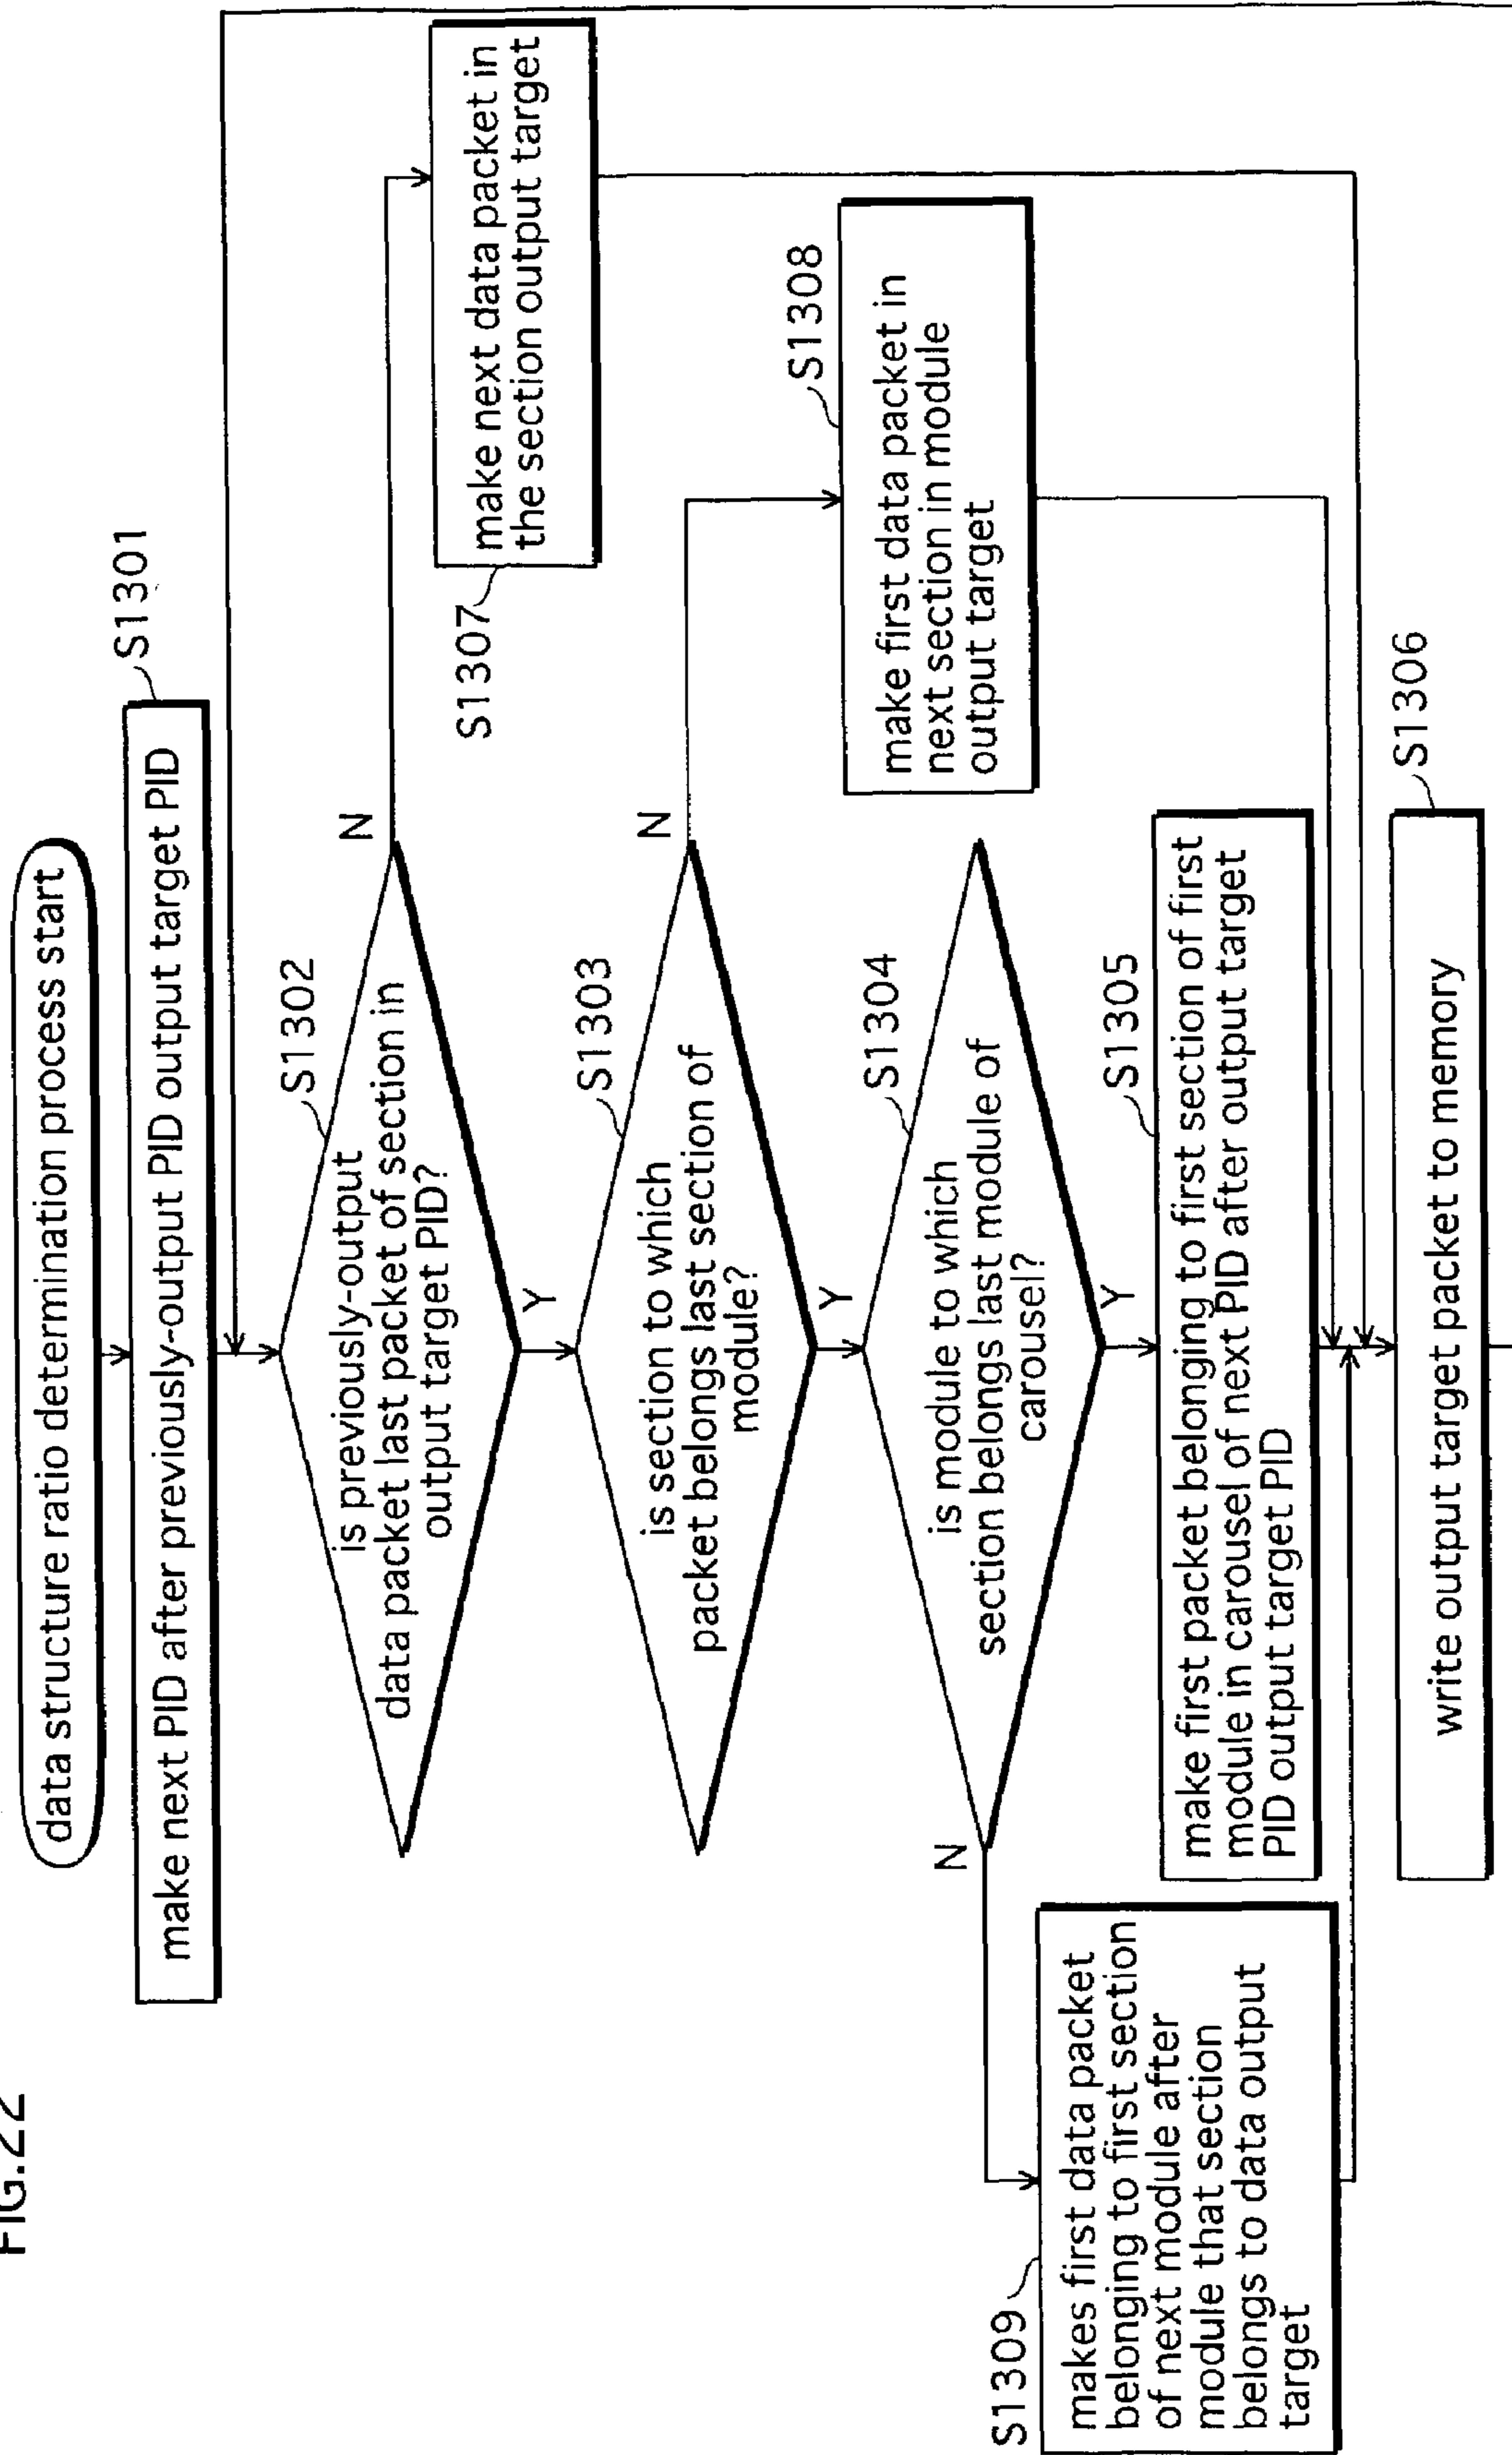 FIG.22
data structure ratio determination process start
S1301
make next PID after previously-output PID output target PID
S1302
is previously-output
data packet last packet of section in
output target PID?
N
Y
S1307
make next data packet in
the section output target
S1303
is section to which
packet belongs last section of
module?
N
Y
S1308
make first data packet in
next section in module
output target
S1304
is module to which
section belongs last module of
carousel?
N
Y
S1309
makes first data packet
belonging to first section
of next module after
module that section
belongs to data output
target
S1305
make first packet belonging to first section of first
module in carousel of next PID after output target
PID output target PID
S1306
write output target packet to memory